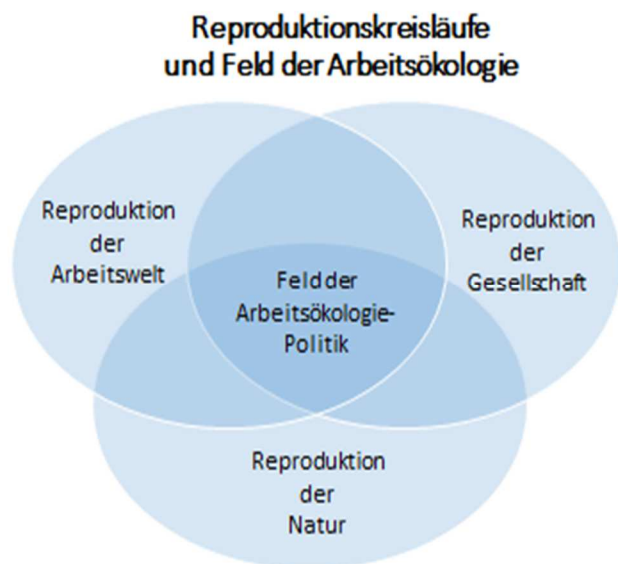 Reproduktionskreisläufe
und Feld der Arbeitsökologie
Reproduktion
der
Arbeitswelt
Reproduktion
der
Gesellschaft
Feld der
Arbeitsökologie-
Politik
Reproduktion
der
Natur